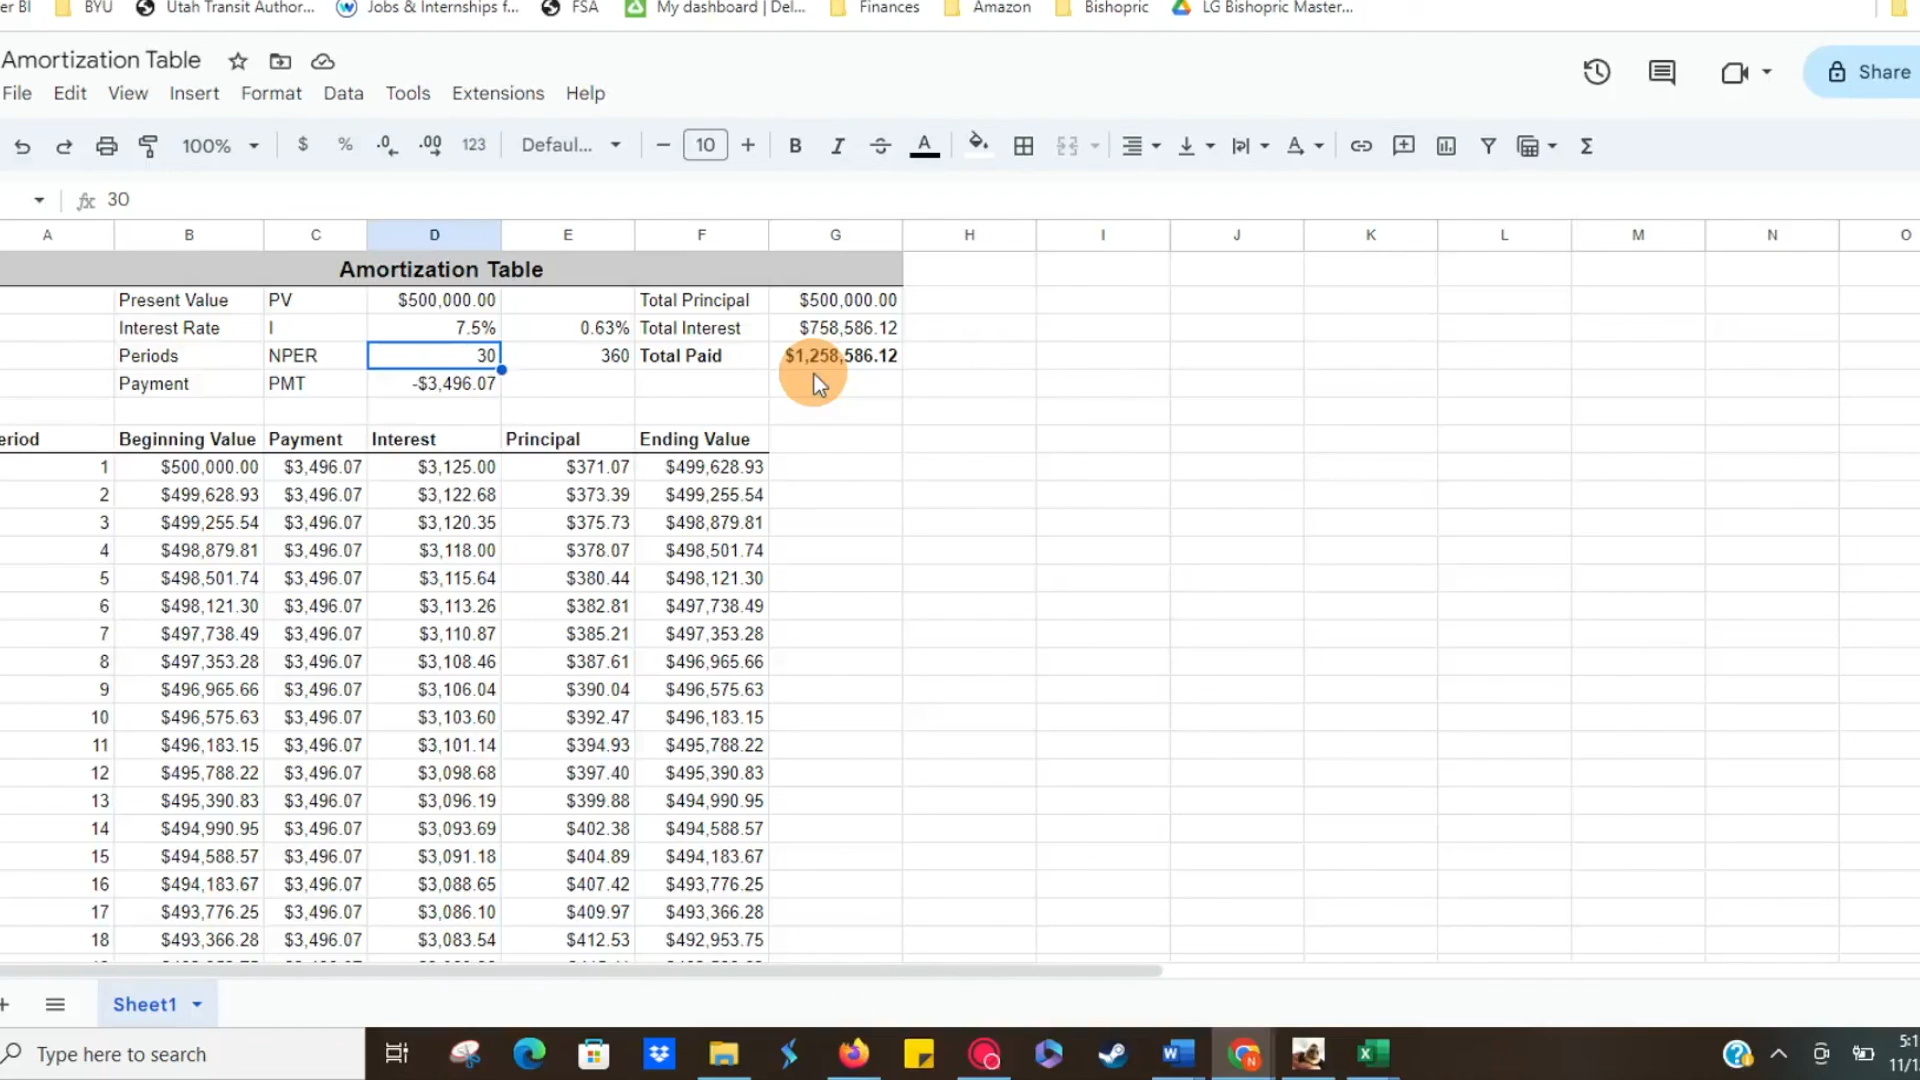 er BI BYU Utah Transit Author... Jobs & Internships f... FSA My dashboard | Del... Finances Amazon Bishopric LG Bishopric Master...
Amortization Table
Share
File Edit View Insert Format Data Tools Extensions Help
100% $ % .0 .00 123 Defaul... 10 B I A Σ
fx 30
A B C D E F G H I J K L M N O
Amortization Table
Present Value PV $500,000.00 Total Principal $500,000.00
Interest Rate I 7.5% 0.63% Total Interest $758,586.12
Periods NPER 30 360 Total Paid $1,258,586.12
Payment PMT -$3,496.07
eriod Beginning Value Payment Interest Principal Ending Value
1 $500,000.00 $3,496.07 $3,125.00 $371.07 $499,628.93
2 $499,628.93 $3,496.07 $3,122.68 $373.39 $499,255.54
3 $499,255.54 $3,496.07 $3,120.35 $375.73 $498,879.81
4 $498,879.81 $3,496.07 $3,118.00 $378.07 $498,501.74
5 $498,501.74 $3,496.07 $3,115.64 $380.44 $498,121.30
6 $498,121.30 $3,496.07 $3,113.26 $382.81 $497,738.49
7 $497,738.49 $3,496.07 $3,110.87 $385.21 $497,353.28
8 $497,353.28 $3,496.07 $3,108.46 $387.61 $496,965.66
9 $496,965.66 $3,496.07 $3,106.04 $390.04 $496,575.63
10 $496,575.63 $3,496.07 $3,103.60 $392.47 $496,183.15
11 $496,183.15 $3,496.07 $3,101.14 $394.93 $495,788.22
12 $495,788.22 $3,496.07 $3,098.68 $397.40 $495,390.83
13 $495,390.83 $3,496.07 $3,096.19 $399.88 $494,990.95
14 $494,990.95 $3,496.07 $3,093.69 $402.38 $494,588.57
15 $494,588.57 $3,496.07 $3,091.18 $404.89 $494,183.67
16 $494,183.67 $3,496.07 $3,088.65 $407.42 $493,776.25
17 $493,776.25 $3,496.07 $3,086.10 $409.97 $493,366.28
18 $493,366.28 $3,496.07 $3,083.54 $412.53 $492,953.75
Sheet1
Type here to search
5:1
11/1